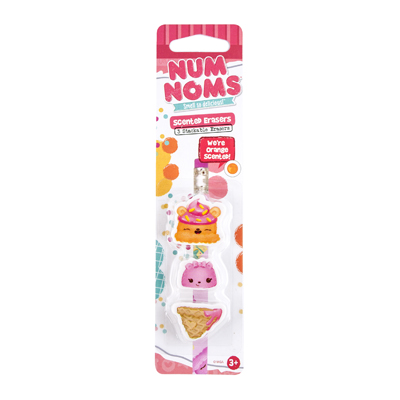 NUM
NOMS
Smell so delicious!
Scented Erasers
3 Stackable Erasers
We're
Orange
Scented!
3+